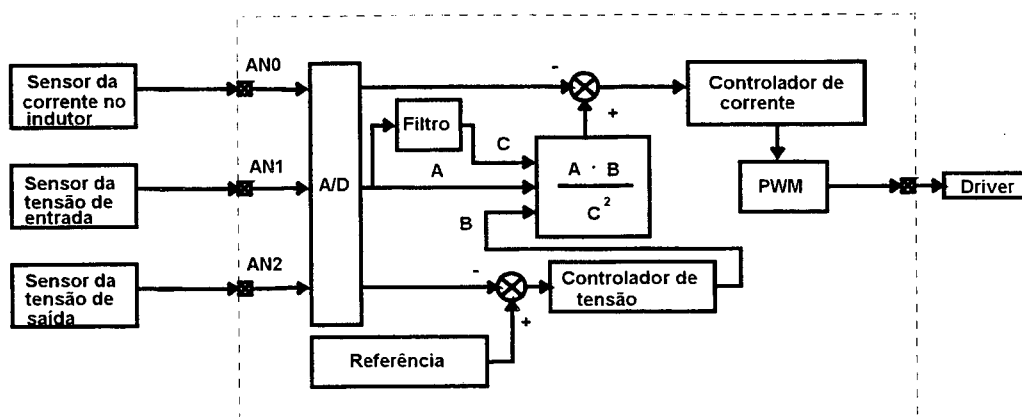 Sensor da
corrente no
indutor
AN0
Controlador de
corrente
-
+
Filtro
C
A
A/D
A · B
C²
Sensor da
tensão de
entrada
AN1
PWM
Driver
B
Sensor da
tensão de
saída
AN2
-
+
Controlador de
tensão
Referência